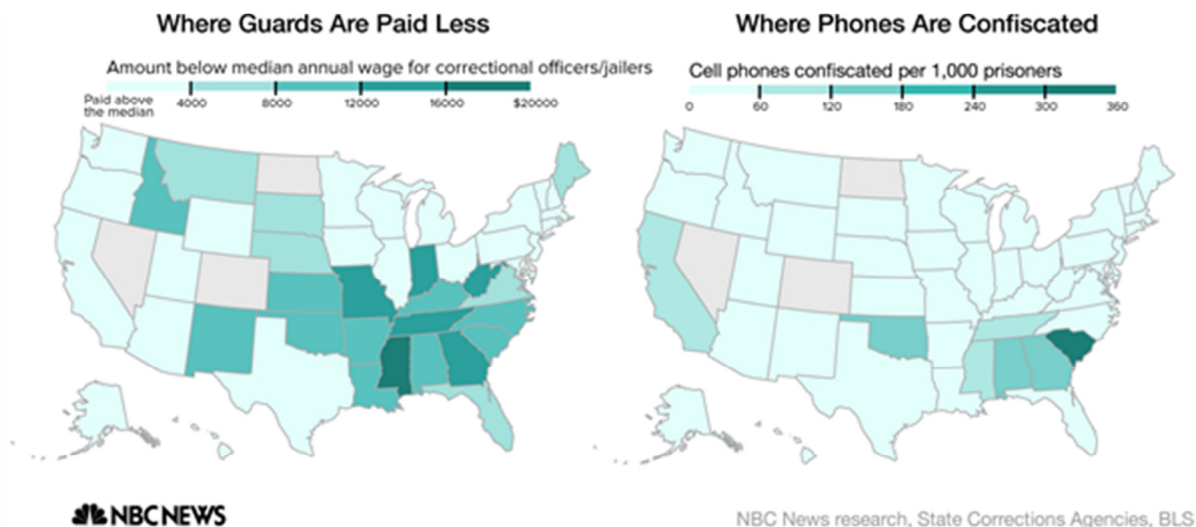 Where Guards Are Paid Less
Amount below median annual wage for correctional officers/jailers
Paid above
the median
4000
8000
12000
16000
$20000
Where Phones Are Confiscated
Cell phones confiscated per 1,000 prisoners
0
60
120
180
240
300
360
NBC NEWS
NBC News research, State Corrections Agencies, BLS